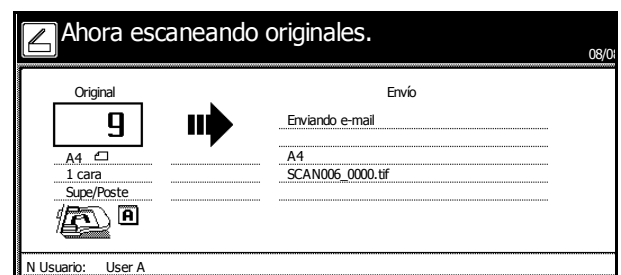 Ahora escaneando originales.
08/0
Original
Envío
9
Enviando e-mail
A4
A4
1 cara
SCAN006_0000.tif
Supe/Poste
A
N Usuario: User A